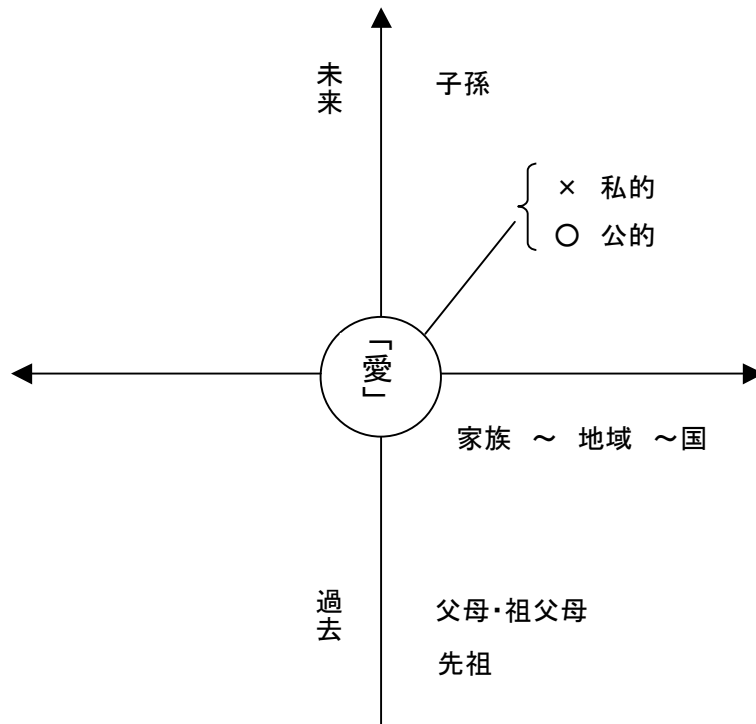 未来
子孫
× 私的
○ 公的
「愛」
家族 ～ 地域 ～国
過去
父母・祖父母
先祖